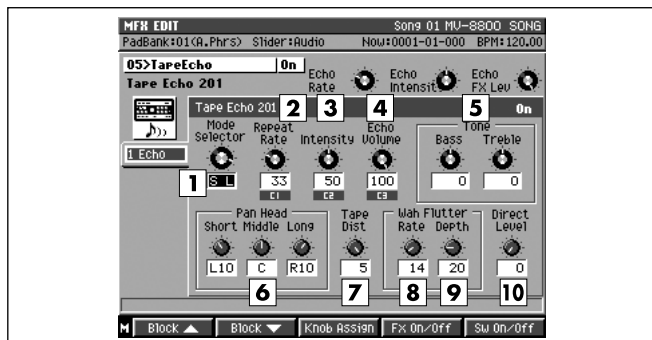 MFX EDIT Song 01 MV-8800 SONG
PadBank:01(A.Phrs) Slider:Audio Now:0001-01-000 BPM:120.00
05>TapeEcho On
Tape Echo 201
Echo Rate Echo Intensit Echo FX Lev
Tape Echo 201 On
2 3 4 5
Mode Selector Repeat Rate Intensity Echo Volume
Tone
Bass Treble
1 Echo
1
S L 33 50 100 0 0
C1 C2 C3
Pan Head
Short Middle Long
Tape Dist
Wah Flutter
Rate Depth
Direct Level
L10 C R10 5 14 20 0
6 7 8 9 10
M Block ▲ Block ▼ Knob Assign Fx On/Off Sw On/Off